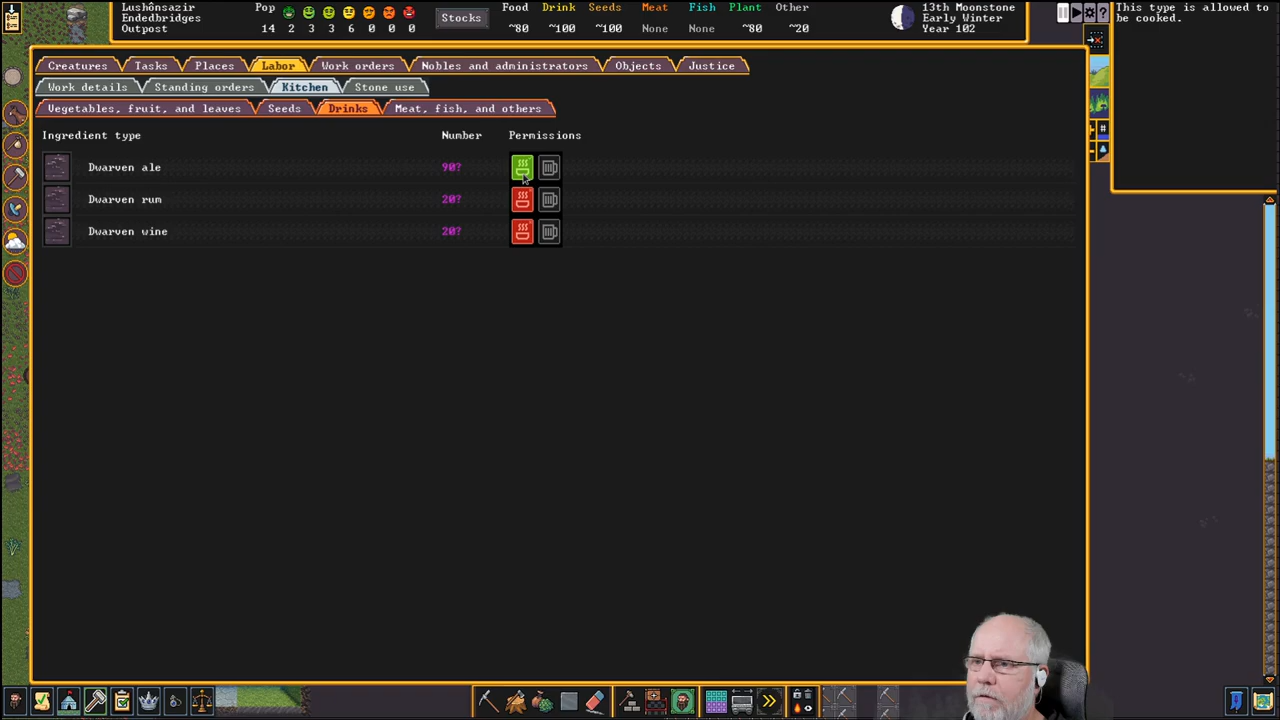 Lushônsazir
Endedbridges
Outpost
Pop
14 2 3 3 6 0 0 0
Stocks
Food Drink Seeds Meat Fish Plant Other
~80 ~100 ~100 None None ~80 ~20
13th Moonstone
Early Winter
Year 102
This type is allowed to
be cooked.
Creatures Tasks Places Labor Work orders Nobles and administrators Objects Justice
Work details Standing orders Kitchen Stone use
Vegetables, fruit, and leaves Seeds Drinks Meat, fish, and others
Ingredient type Number Permissions
Dwarven ale 90?
Dwarven rum 20?
Dwarven wine 20?